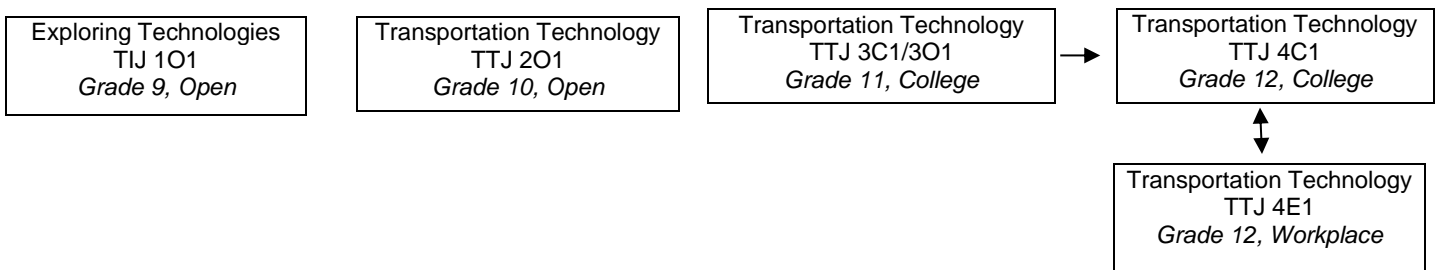 Exploring Technologies
TIJ 1O1
Grade 9, Open
Transportation Technology
TTJ 2O1
Grade 10, Open
Transportation Technology
TTJ 3C1/3O1
Grade 11, College
Transportation Technology
TTJ 4C1
Grade 12, College
Transportation Technology
TTJ 4E1
Grade 12, Workplace